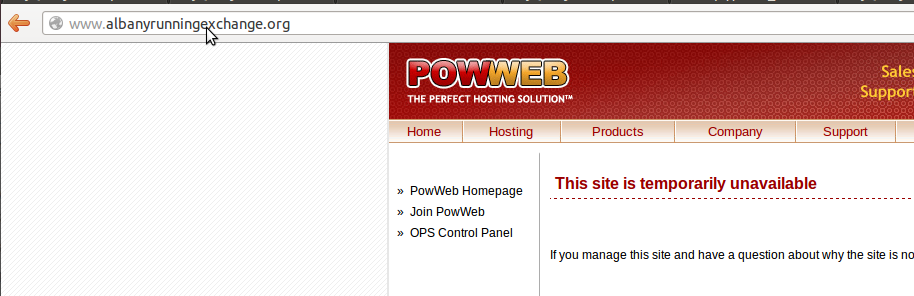 www.albanyrunningexchange.org
POWWEB
THE PERFECT HOSTING SOLUTION™
Sales
Support
Home Hosting Products Company Support
» PowWeb Homepage
» Join PowWeb
» OPS Control Panel
This site is temporarily unavailable
If you manage this site and have a question about why the site is no